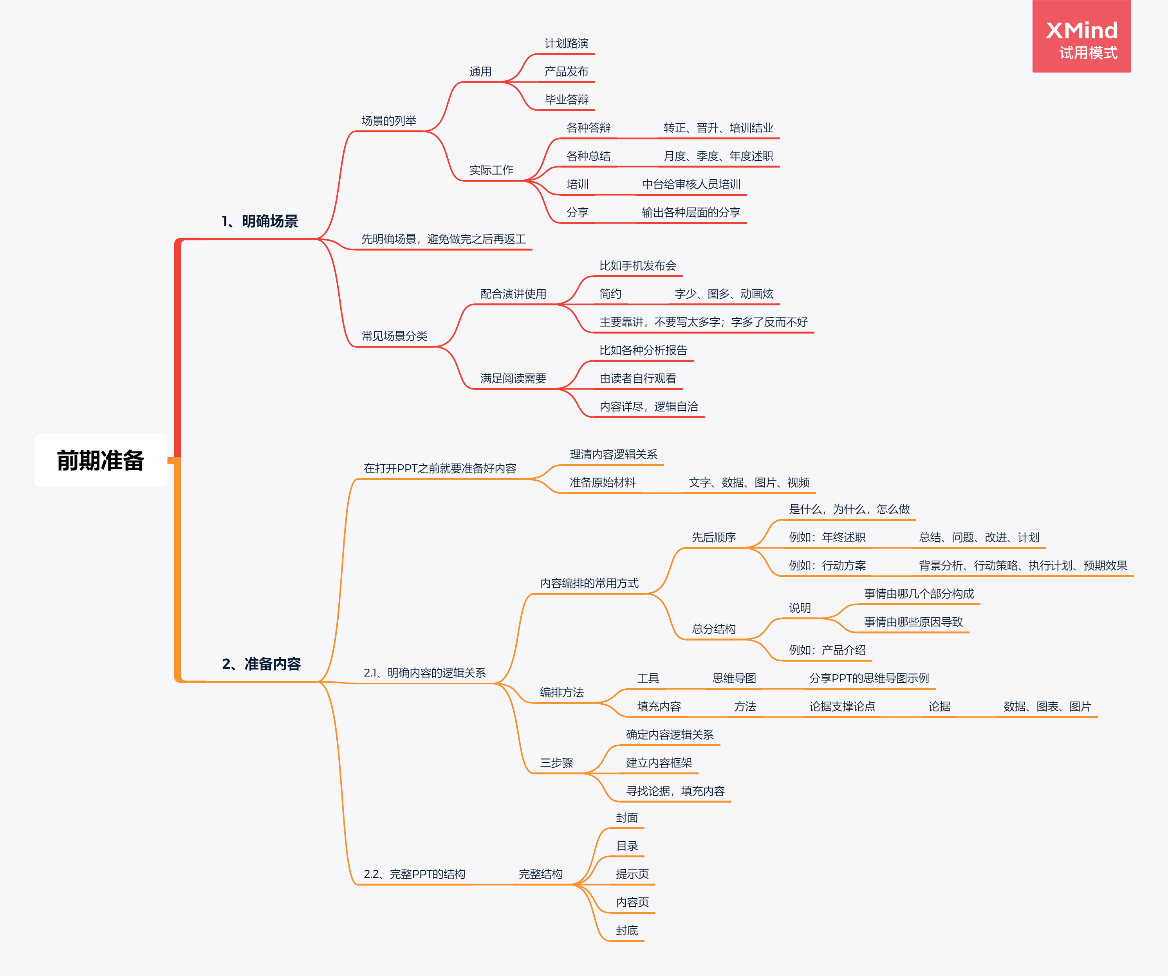 XMind
试用模式
前期准备
1、明确场景
场景的列举
通用
计划路演
产品发布
毕业答辩
实际工作
各种答辩
转正、晋升、培训结业
各种总结
月度、季度、年度述职
培训
中台给审核人员培训
分享
输出各种层面的分享
先明确场景，避免做完之后再返工
常见场景分类
配合演讲使用
比如手机发布会
简约
字少、图多、动画炫
主要靠讲，不要写太多字；字多了反而不好
满足阅读需要
比如各种分析报告
由读者自行观看
内容详尽，逻辑自洽
2、准备内容
在打开PPT之前就要准备好内容
理清内容逻辑关系
准备原始材料
文字、数据、图片、视频
2.1、明确内容的逻辑关系
内容编排的常用方式
先后顺序
是什么，为什么，怎么做
例如：年终述职
总结、问题、改进、计划
例如：行动方案
背景分析、行动策略、执行计划、预期效果
总分结构
说明
事情由哪几个部分构成
事情由哪些原因导致
例如：产品介绍
编排方法
工具
思维导图
分享PPT的思维导图示例
填充内容
方法
论据支撑论点
论据
数据、图表、图片
三步骤
确定内容逻辑关系
建立内容框架
寻找论据，填充内容
2.2、完整PPT的结构
完整结构
封面
目录
提示页
内容页
封底